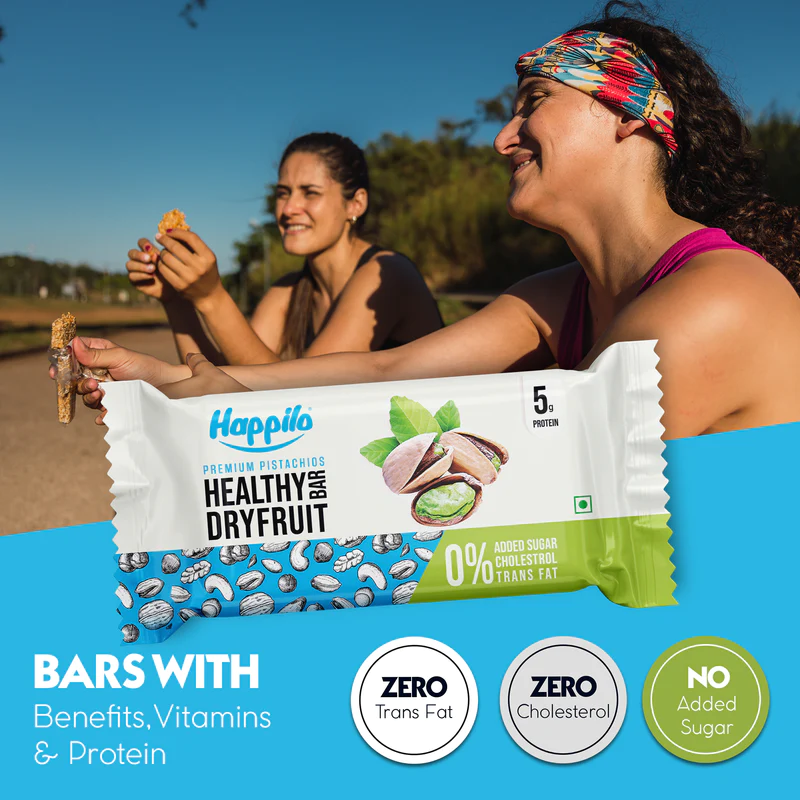 Happilo
PREMIUM PISTACHIOS
HEALTHY BAR
DRYFRUIT
5g
PROTEIN
0% ADDED SUGAR
CHOLESTROL
TRANS FAT
BARS WITH
Benefits,Vitamins
& Protein
ZERO
Trans Fat
ZERO
Cholesterol
NO
Added
Sugar